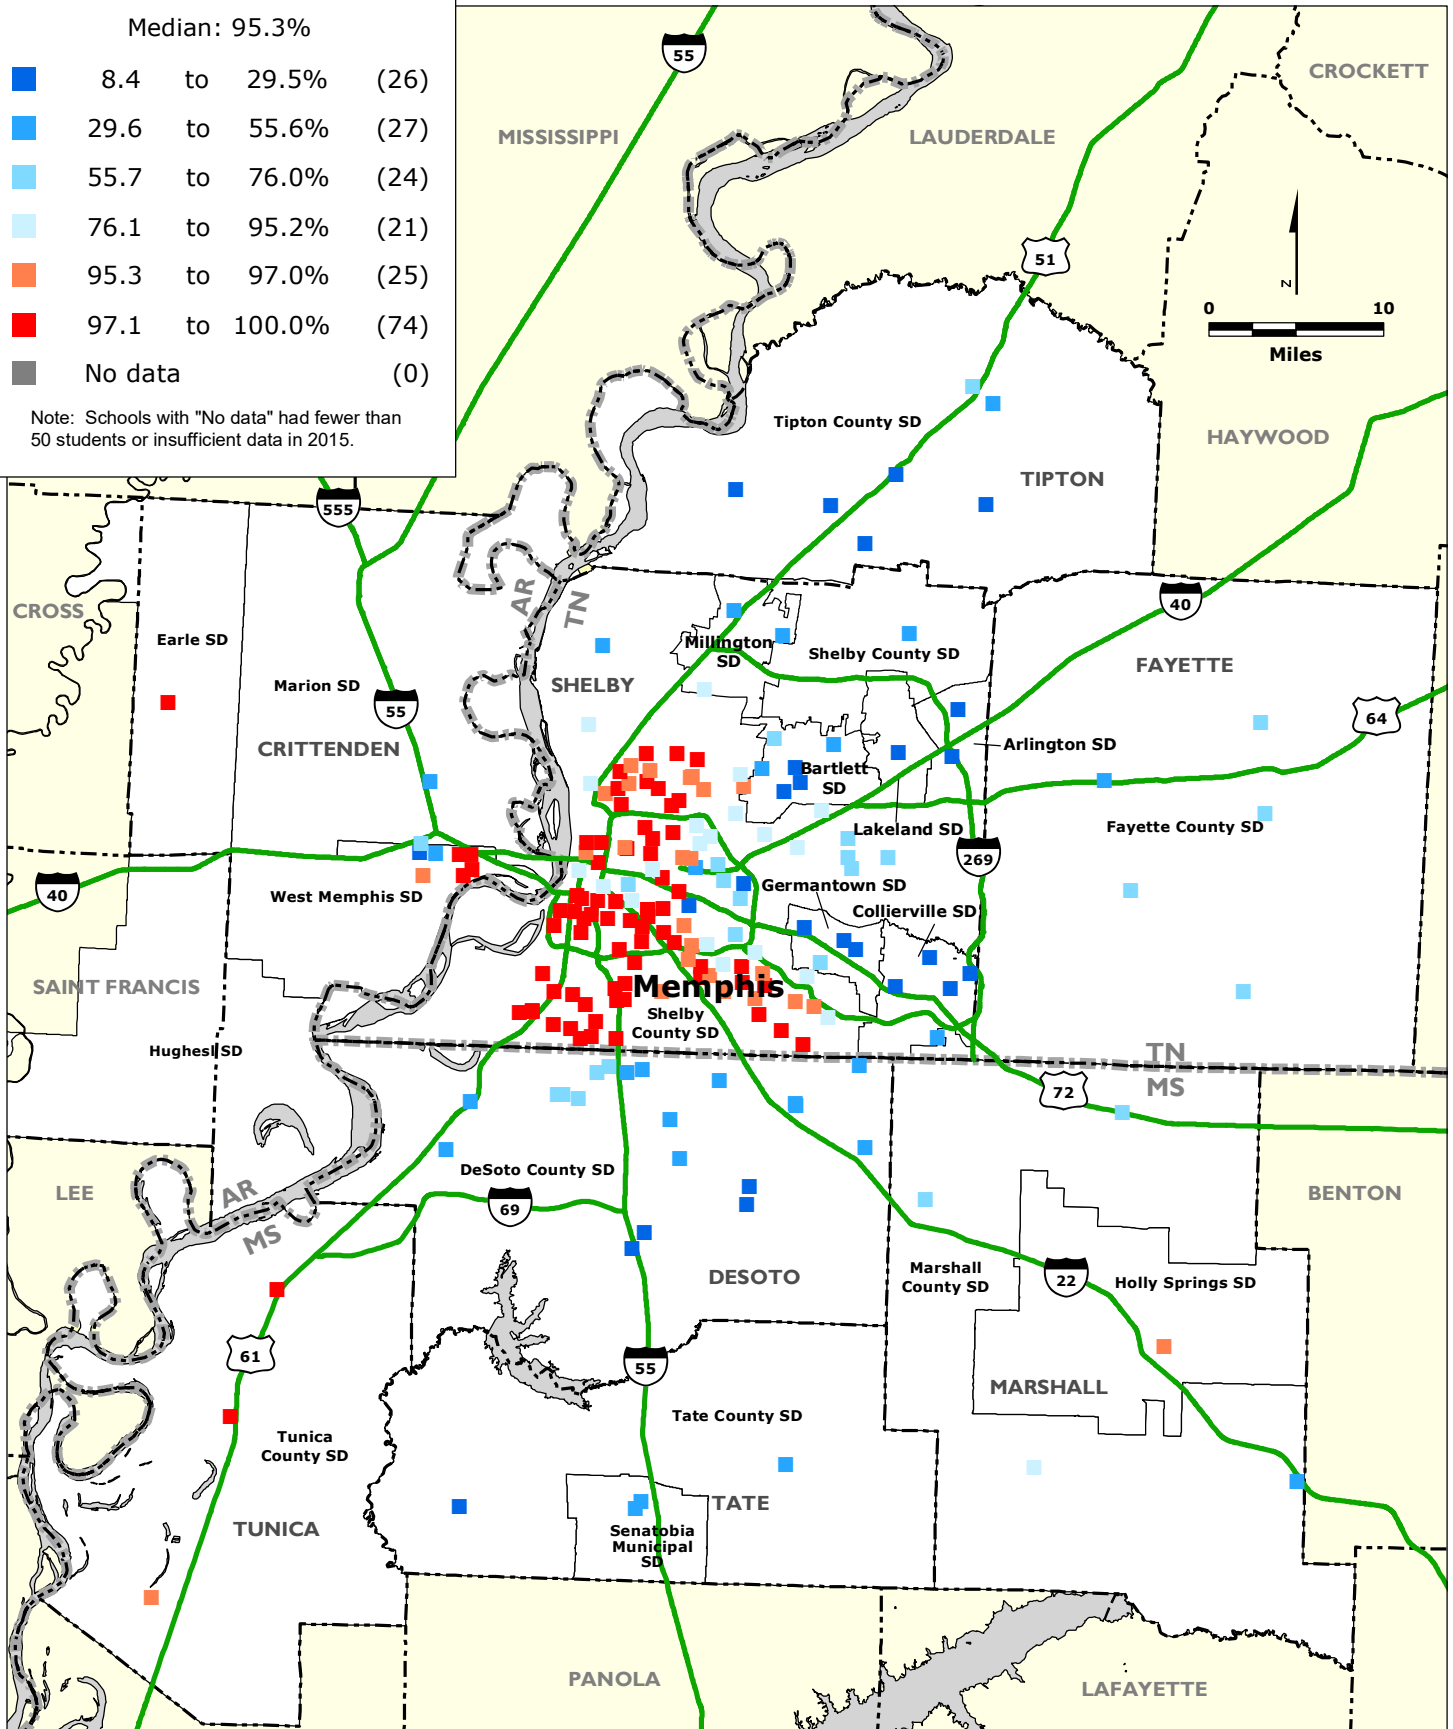 Median: 95.3%
8.4 to 29.5% (26)
29.6 to 55.6% (27)
55.7 to 76.0% (24)
76.1 to 95.2% (21)
95.3 to 97.0% (25)
97.1 to 100.0% (74)
No data (0)
Note: Schools with "No data" had fewer than
50 students or insufficient data in 2015.
55
CROCKETT
MISSISSIPPI
LAUDERDALE
51
N
0 10
Miles
Tipton County SD
HAYWOOD
TIPTON
555
AR
TN
40
CROSS
Earle SD
Millington
SD
Shelby County SD
FAYETTE
Marion SD
SHELBY
55
64
CRITTENDEN
Arlington SD
Bartlett
SD
Lakeland SD
Fayette County SD
269
40
West Memphis SD
Germantown SD
Collierville SD
SAINT FRANCIS
Memphis
Shelby
County SD
Hughes SD
TN
MS
72
LEE
AR
MS
DeSoto County SD
BENTON
69
DESOTO
Marshall
County SD
22
Holly Springs SD
61
55
MARSHALL
Tate County SD
Tunica
County SD
TATE
TUNICA
Senatobia
Municipal
SD
PANOLA
LAFAYETTE